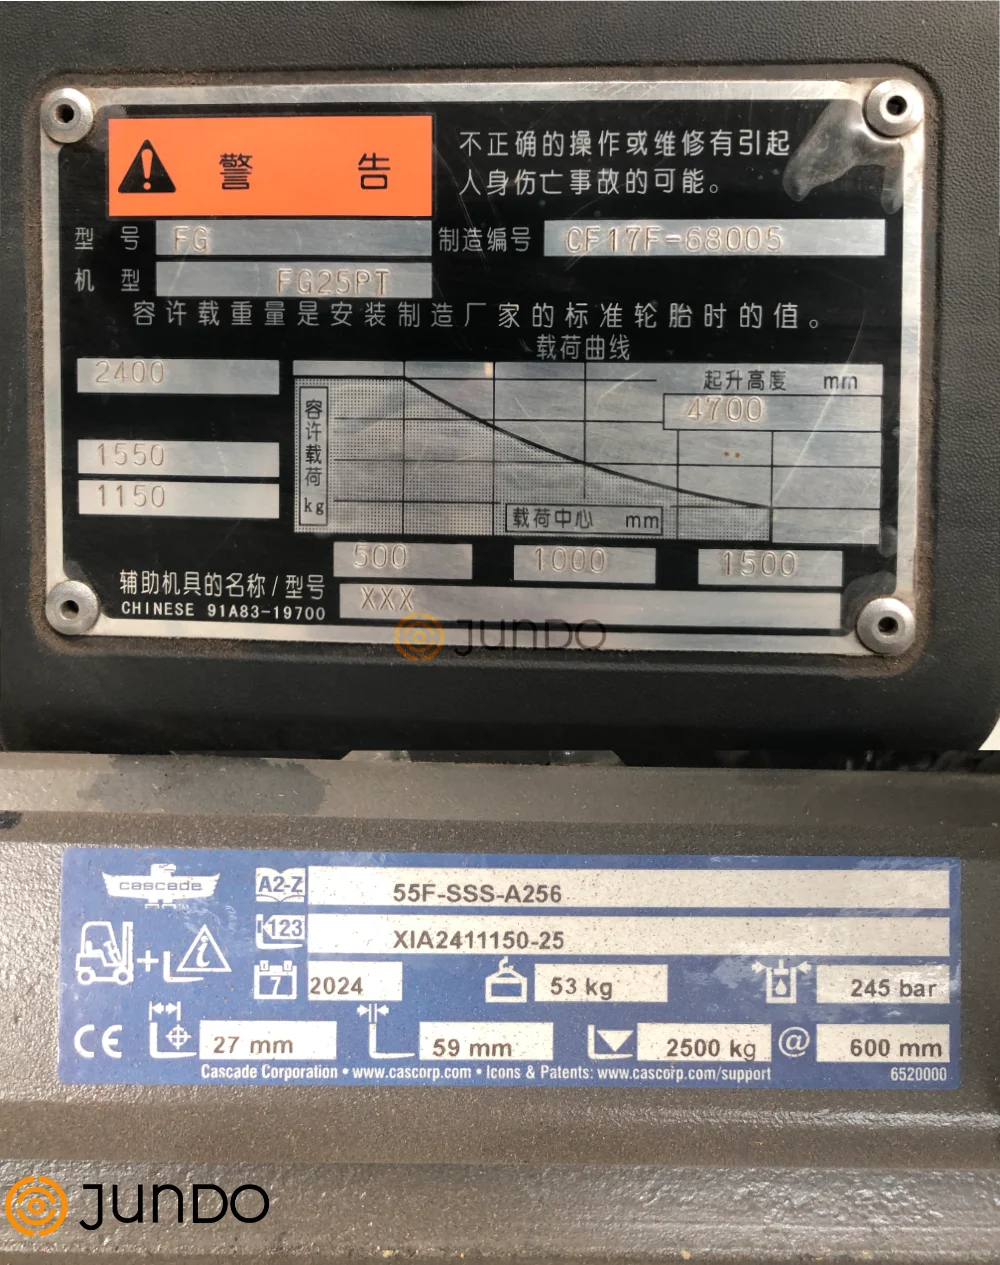 警 告
不正确的操作或维修有引起
人身伤亡事故的可能。
型 号 FG 制造编号 CF17F-68005
机 型 FG25PT
容许载重量是安装制造厂家的标准轮胎时的值。
载荷曲线
2400
起升高度 mm
4700
容许载荷 kg
1550
1150
载荷中心 mm
500 1000 1500
辅助机具的名称/型号 XXX
CHINESE 91A83-19700
JUNDO
cascade
A2-Z 55F-SSS-A256
123 XIA2411150-25
7 2024 53 kg 245 bar
CE 27 mm 59 mm 2500 kg @ 600 mm
Cascade Corporation • www.cascorp.com • Icons & Patents: www.cascorp.com/support 6520000
JUNDO